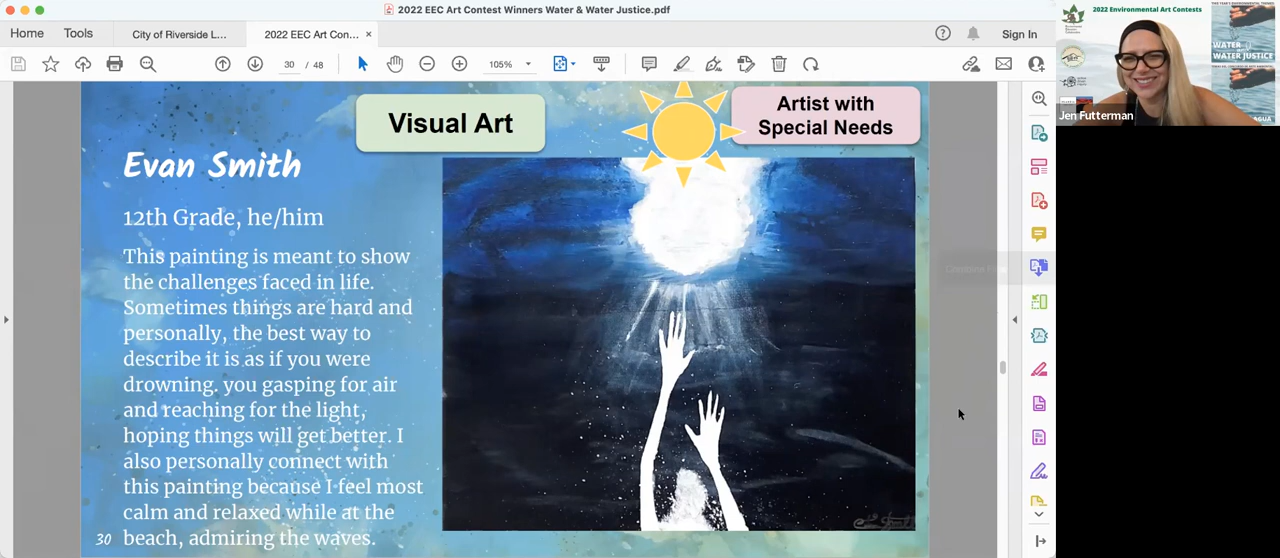 2022 EEC Art Contest Winners Water & Water Justice.pdf
Home
Tools
City of Riverside L...
2022 EEC Art Con...
Sign In
30 / 48
105%
Visual Art
Artist with
Special Needs
Evan Smith
12th Grade, he/him
This painting is meant to show
the challenges faced in life.
Sometimes things are hard and
personally, the best way to
describe it is as if you were
drowning. you gasping for air
and reaching for the light,
hoping things will get better. I
also personally connect with
this painting because I feel most
calm and relaxed while at the
beach, admiring the waves.
30
2022 Environmental Art Contests
WATER
WATER JUSTICE
AGUA
Jen Futterman